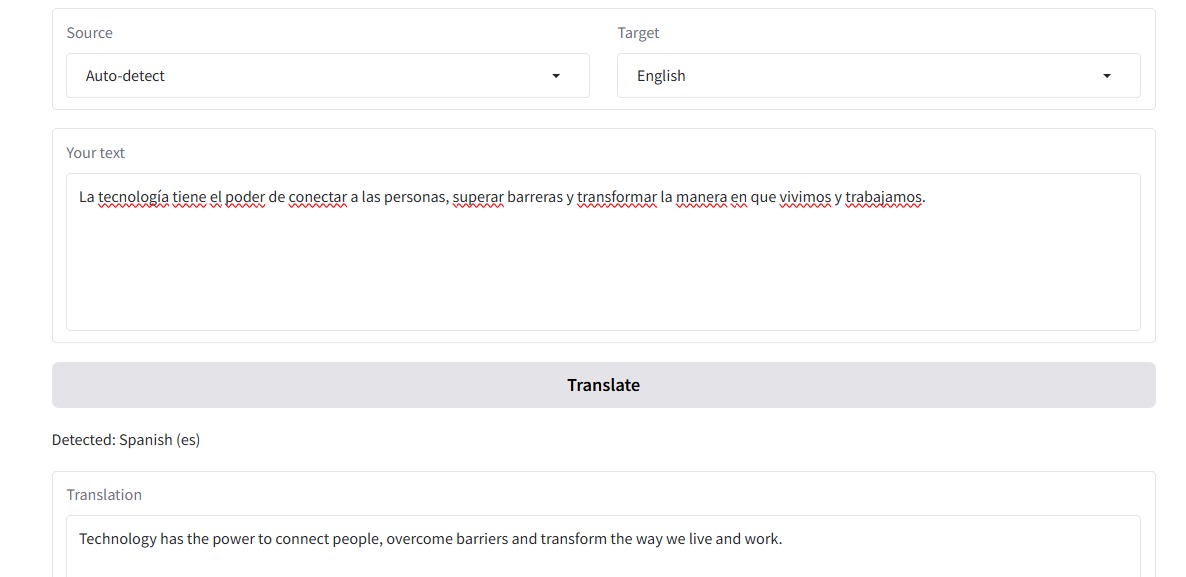 Source
Target
Auto-detect
English
Your text
La tecnología tiene el poder de conectar a las personas, superar barreras y transformar la manera en que vivimos y trabajamos.
Translate
Detected: Spanish (es)
Translation
Technology has the power to connect people, overcome barriers and transform the way we live and work.